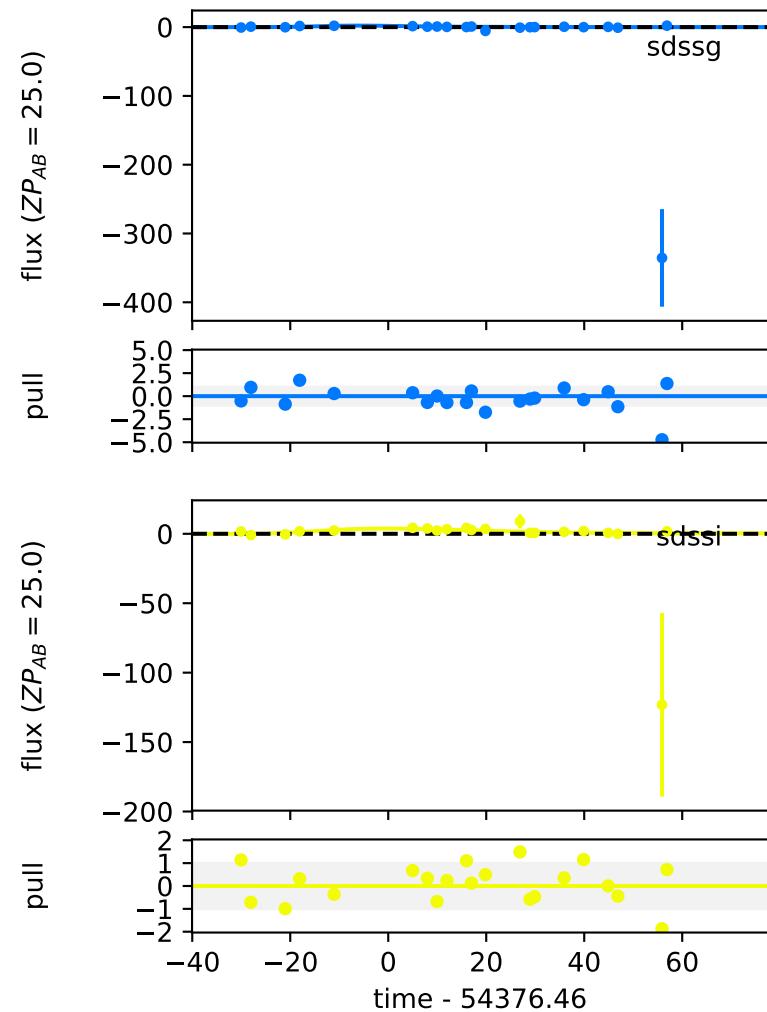 0
−100
−200
−300
−400
flux (ZP_AB = 25.0)
sdssg
5.0
2.5
0.0
−2.5
−5.0
pull
0
−50
−100
−150
−200
flux (ZP_AB = 25.0)
sdssi
2
1
0
−1
−2
pull
−40 −20 0 20 40 60
time - 54376.46